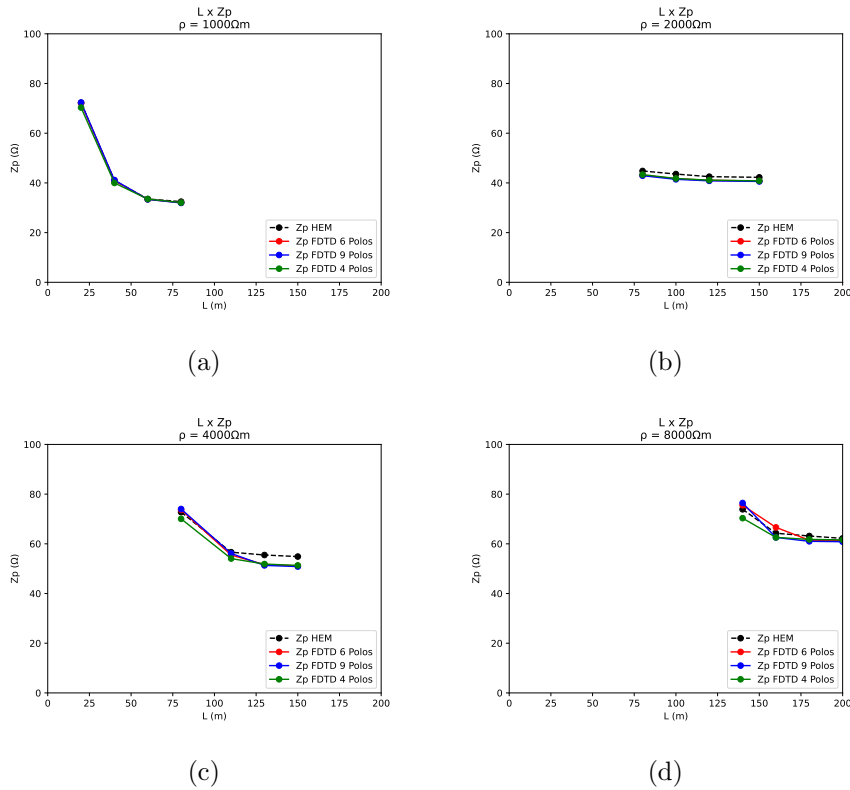 L x Zp
ρ = 1000Ωm
100
80
60
40
20
0
Zp (Ω)
0 25 50 75 100 125 150 175 200
L (m)
Zp HEM
Zp FDTD 6 Polos
Zp FDTD 9 Polos
Zp FDTD 4 Polos
(a)
L x Zp
ρ = 2000Ωm
100
80
60
40
20
0
Zp (Ω)
0 25 50 75 100 125 150 175 200
L (m)
Zp HEM
Zp FDTD 6 Polos
Zp FDTD 9 Polos
Zp FDTD 4 Polos
(b)
L x Zp
ρ = 4000Ωm
100
80
60
40
20
0
Zp (Ω)
0 25 50 75 100 125 150 175 200
L (m)
Zp HEM
Zp FDTD 6 Polos
Zp FDTD 9 Polos
Zp FDTD 4 Polos
(c)
L x Zp
ρ = 8000Ωm
100
80
60
40
20
0
Zp (Ω)
0 25 50 75 100 125 150 175 200
L (m)
Zp HEM
Zp FDTD 6 Polos
Zp FDTD 9 Polos
Zp FDTD 4 Polos
(d)